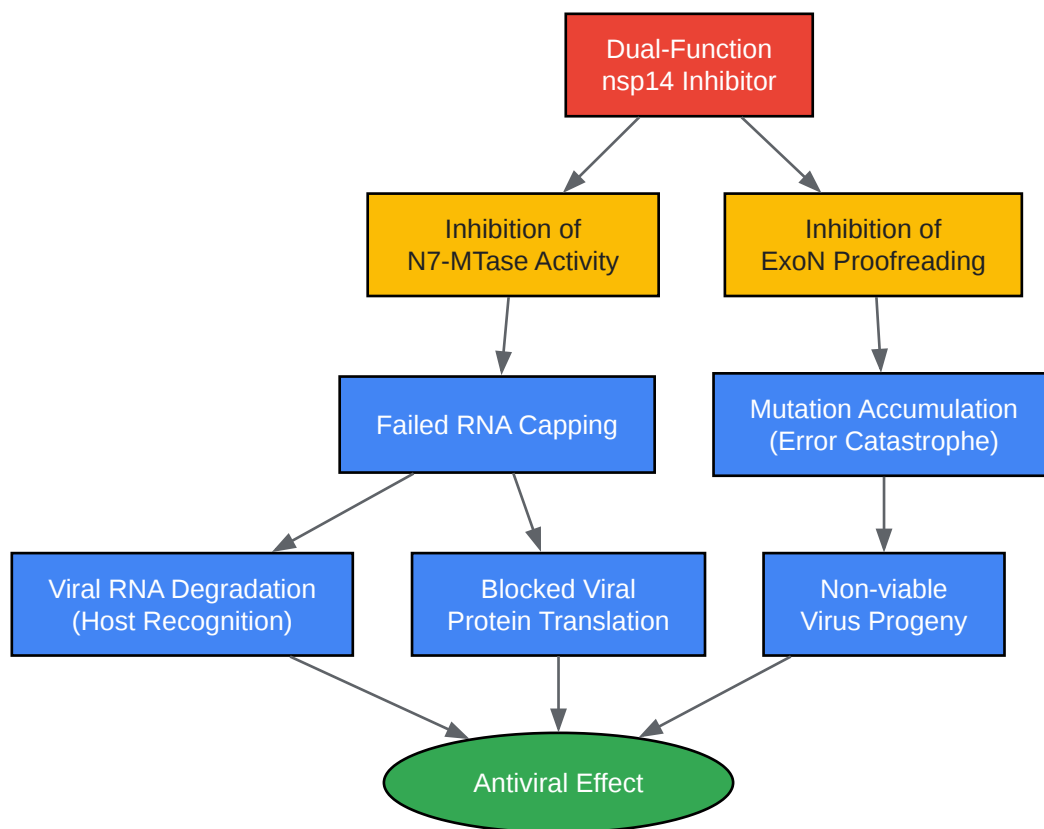 Dual-Function
nsp14 Inhibitor
Inhibition of
N7-MTase Activity
Inhibition of
ExoN Proofreading
Failed RNA Capping
Mutation Accumulation
(Error Catastrophe)
Viral RNA Degradation
(Host Recognition)
Blocked Viral
Protein Translation
Non-viable
Virus Progeny
Antiviral Effect